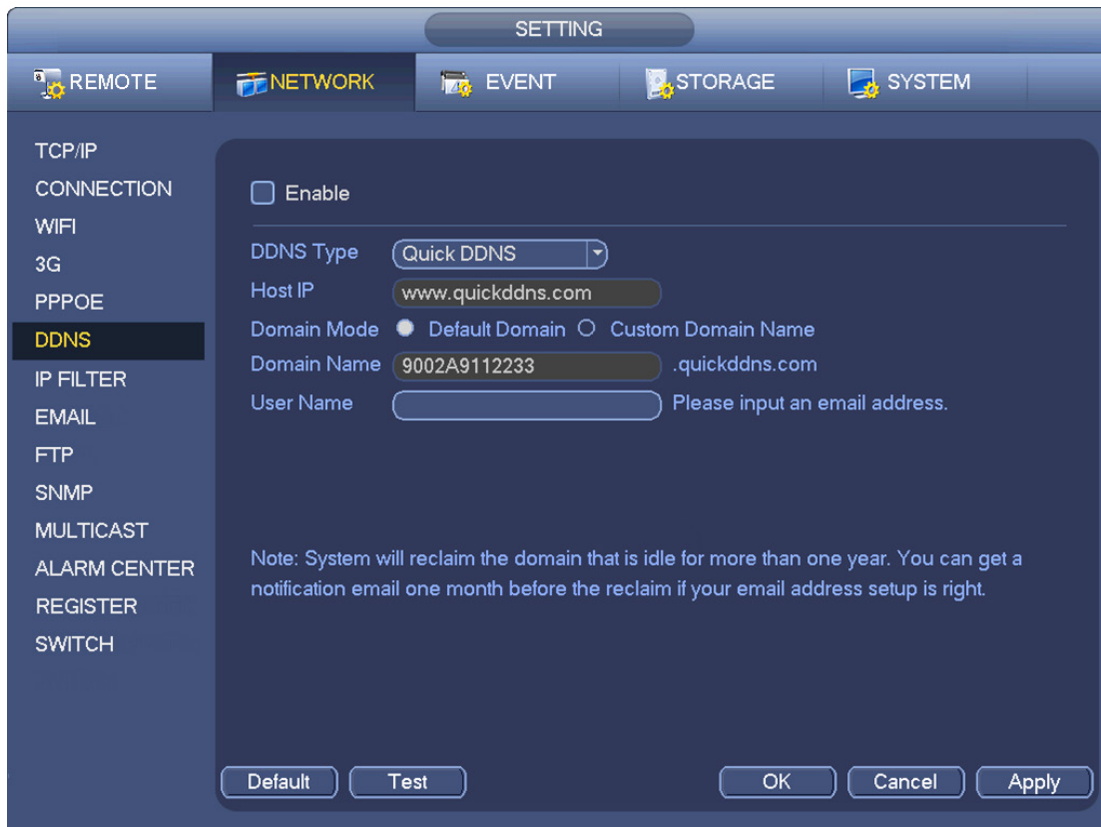 SETTING
REMOTE NETWORK EVENT STORAGE SYSTEM
TCP/IP
CONNECTION
WIFI
3G
PPPOE
DDNS
IP FILTER
EMAIL
FTP
SNMP
MULTICAST
ALARM CENTER
REGISTER
SWITCH
Enable
DDNS Type Quick DDNS
Host IP www.quickddns.com
Domain Mode Default Domain Custom Domain Name
Domain Name 9002A9112233 .quickddns.com
User Name Please input an email address.
Note: System will reclaim the domain that is idle for more than one year. You can get a
notification email one month before the reclaim if your email address setup is right.
Default Test OK Cancel Apply